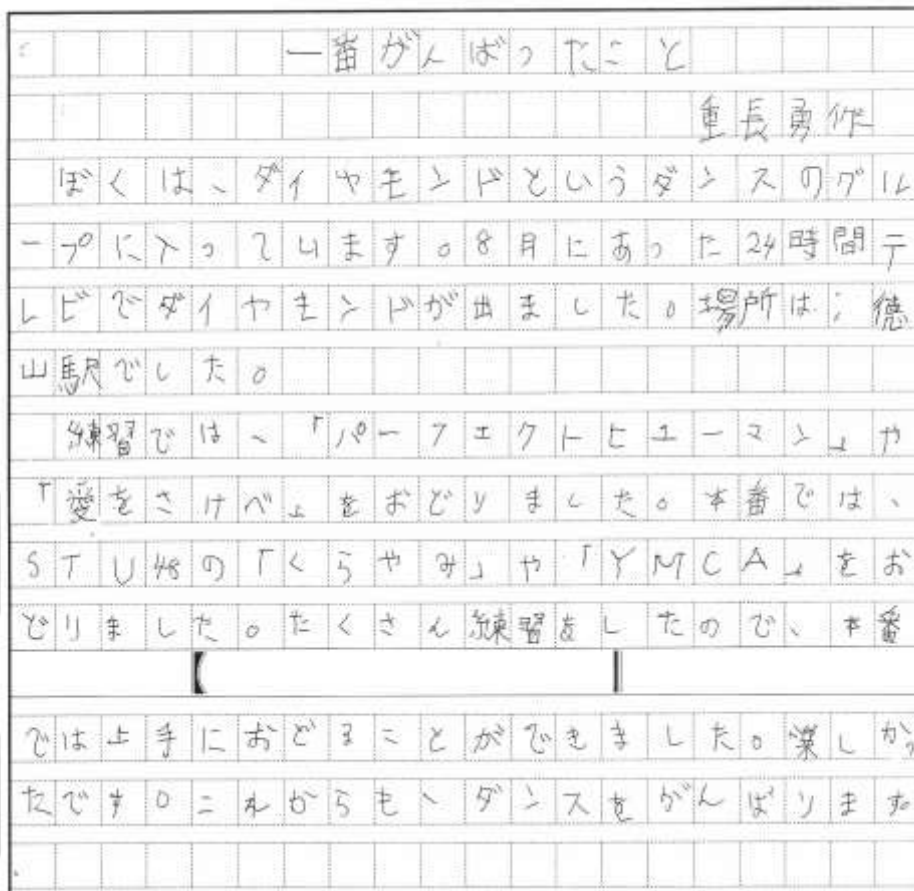 一番がんばったこと
重長勇作
ぼくは、ダイヤモンドというダンスのグル
ープに入っています。8月にあった24時間テ
レビでダイヤモンドが出ました。場所は、徳
山駅でした。
練習では、「パーフェクトヒューマン」や
「愛をさけべ」をおどりました。本番では、
STU48の「くらやみ」や「YMCA」をお
どりました。たくさん練習をしたので、本番
では上手におどることができました。楽しかっ
たです。これからも、ダンスをがんばります。